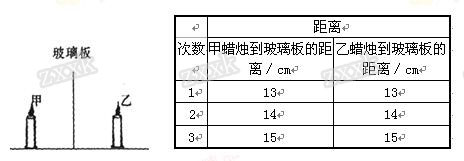 玻璃板
甲
乙
距离
次数
甲蜡烛到玻璃板的距
离/cm
乙蜡烛到玻璃板的
距离/cm
1 13 13
2 14 14
3 15 15
zxxk